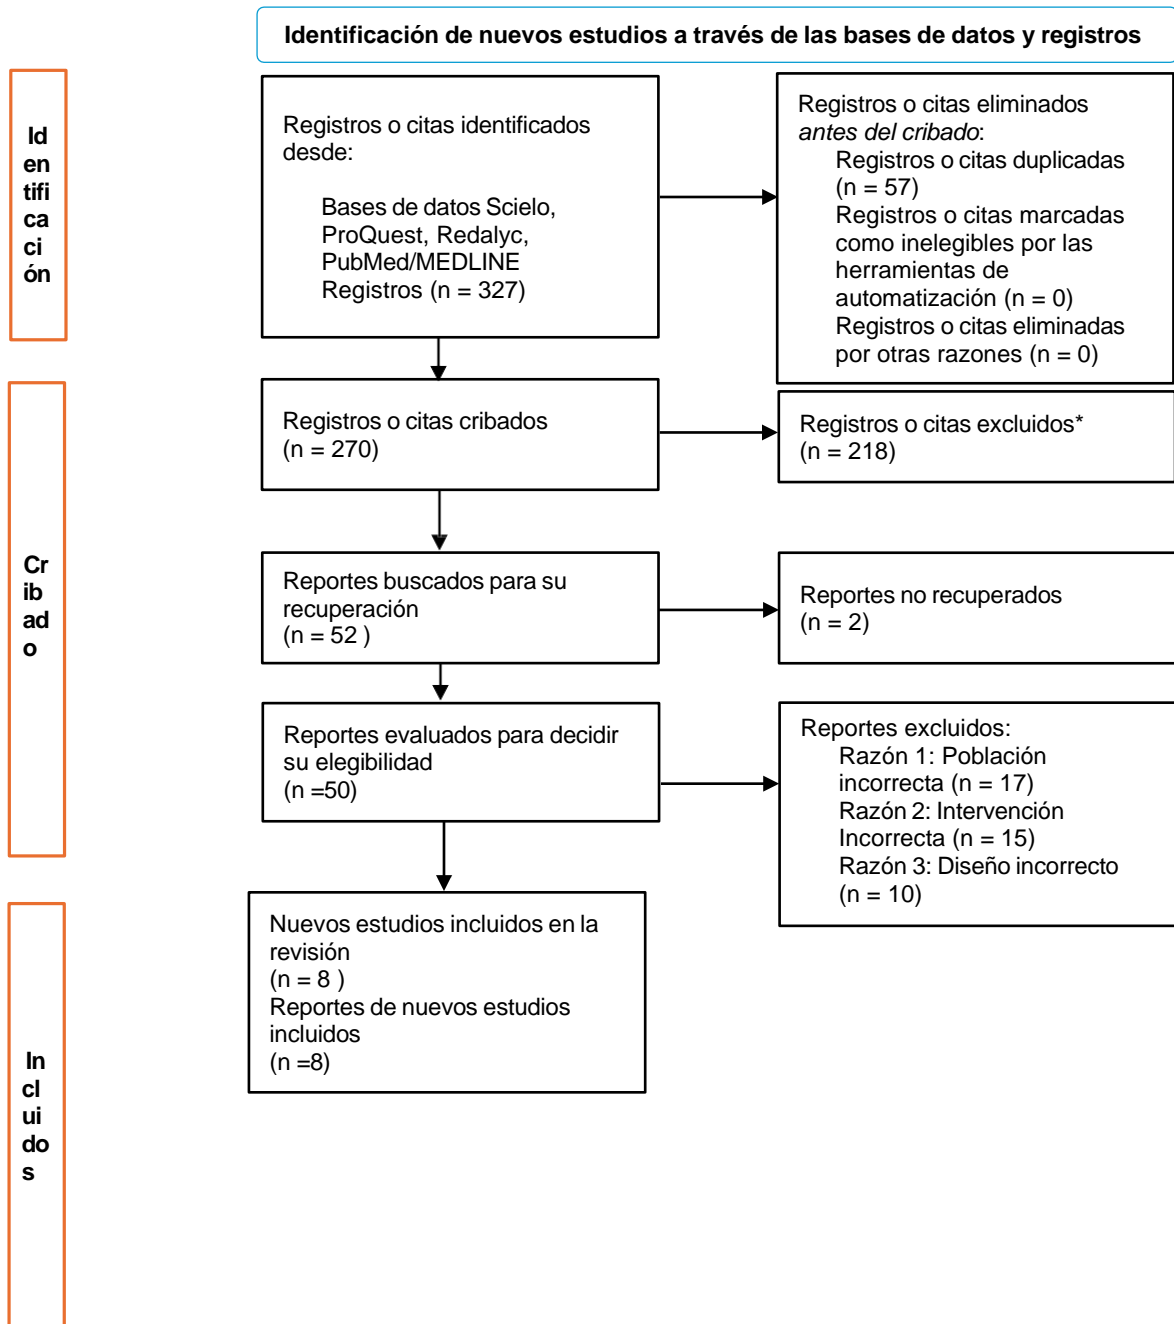 Identificación de nuevos estudios a través de las bases de datos y registros
Id
en
tifi
ca
ci
ón
Registros o citas identificados
desde:
Bases de datos Scielo,
ProQuest, Redalyc,
PubMed/MEDLINE
Registros (n = 327)
Registros o citas eliminados
antes del cribado:
Registros o citas duplicadas
(n = 57)
Registros o citas marcadas
como inelegibles por las
herramientas de
automatización (n = 0)
Registros o citas eliminadas
por otras razones (n = 0)
Cr
ib
ad
o
Registros o citas cribados
(n = 270)
Registros o citas excluidos*
(n = 218)
Reportes buscados para su
recuperación
(n = 52 )
Reportes no recuperados
(n = 2)
Reportes evaluados para decidir
su elegibilidad
(n =50)
Reportes excluidos:
Razón 1: Población
incorrecta (n = 17)
Razón 2: Intervención
Incorrecta (n = 15)
Razón 3: Diseño incorrecto
(n = 10)
In
cl
ui
do
s
Nuevos estudios incluidos en la
revisión
(n = 8 )
Reportes de nuevos estudios
incluidos
(n =8)